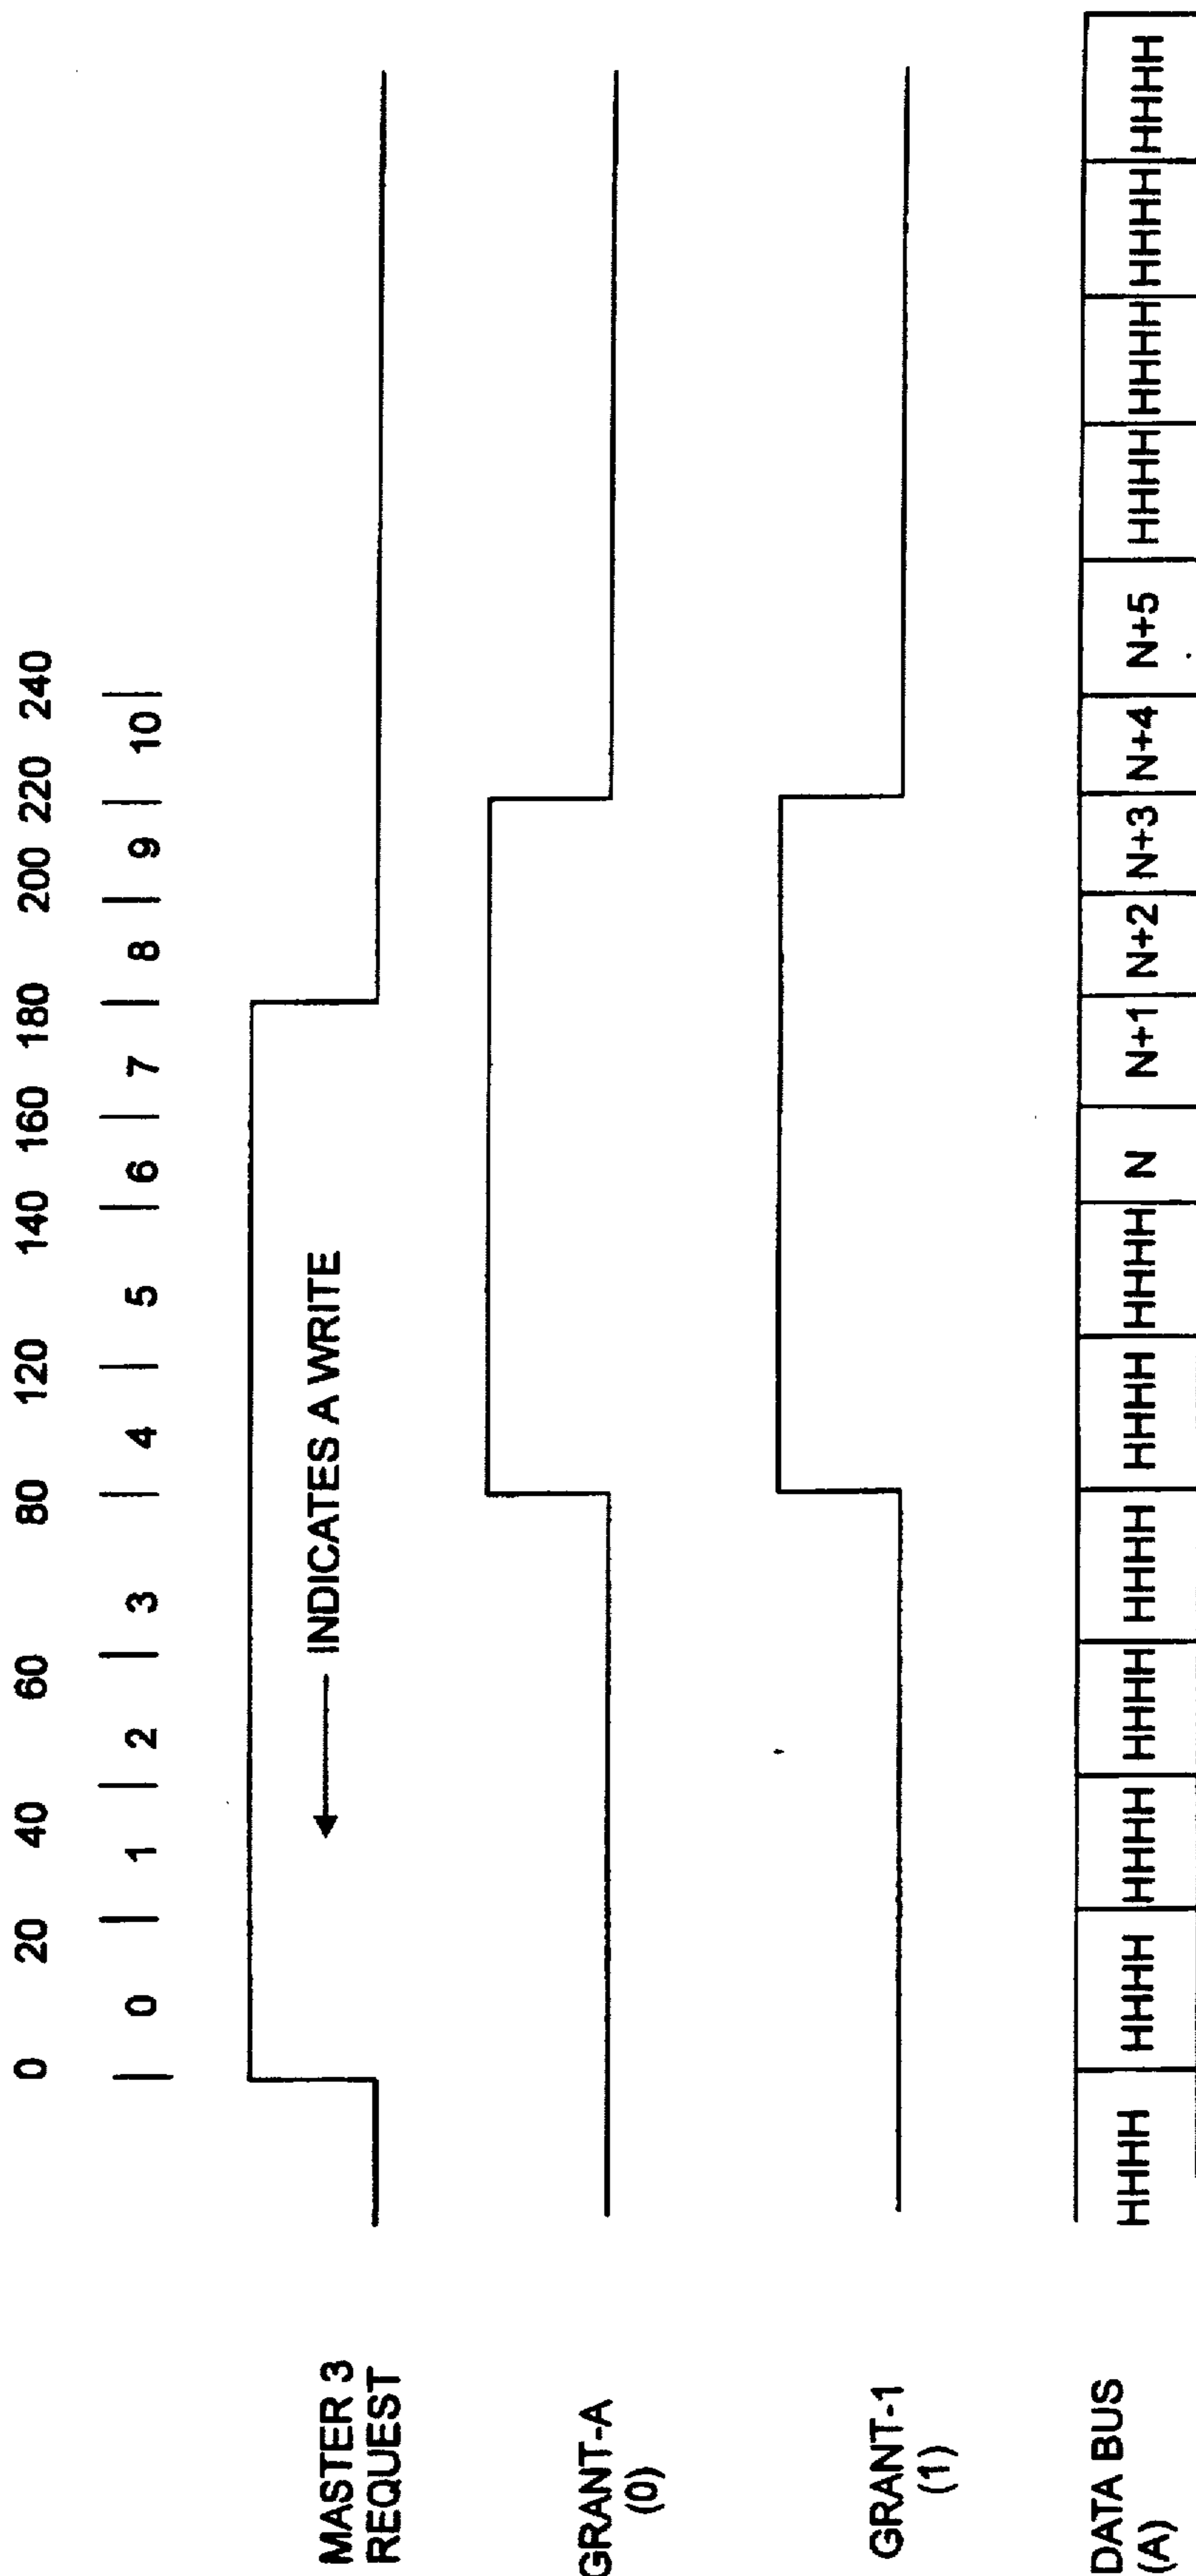 0 20 40 60 80 120 140 160 180 200 220 240
0 1 2 3 4 5 6 7 8 9 10
MASTER 3
REQUEST
INDICATES A WRITE
GRANT-A
(0)
GRANT-1
(1)
DATA BUS
(A)
HHHH HHHH HHHH HHHH HHHH HHHH HHHH N N+1 N+2 N+3 N+4 N+5 HHHH HHHH HHHH HHHH